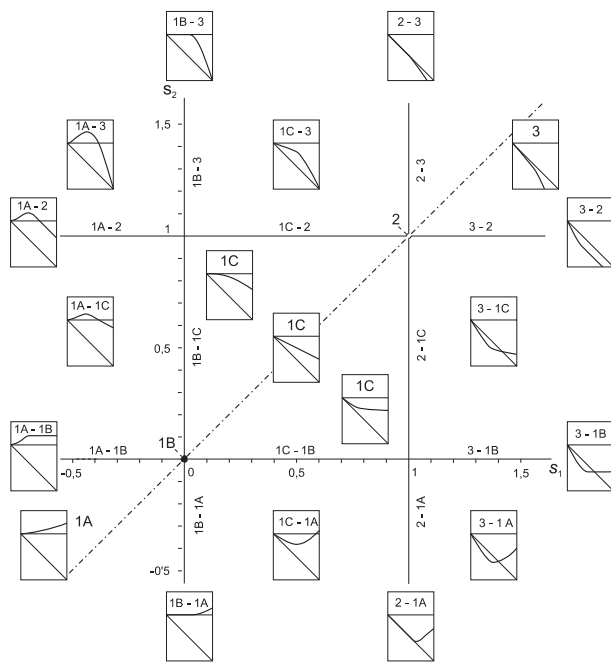 1B - 3
2 - 3
S2
1A - 3
1,5
1C - 3
3
1B - 3
2 - 3
1A - 2
1A - 2
1
1C - 2
2
3 - 2
3 - 2
1C
1A - 1C
1B - 1C
0,5
1C
2 - 1C
3 - 1C
1C
1A - 1B
1B
3 - 1B
1A - 1B
1C - 1B
3 - 1B
-0,5
0
0,5
1
1,5
S1
1A
1B - 1A
1C - 1A
2 - 1A
3 - 1 A
-0'5
1B - 1A
2 - 1A